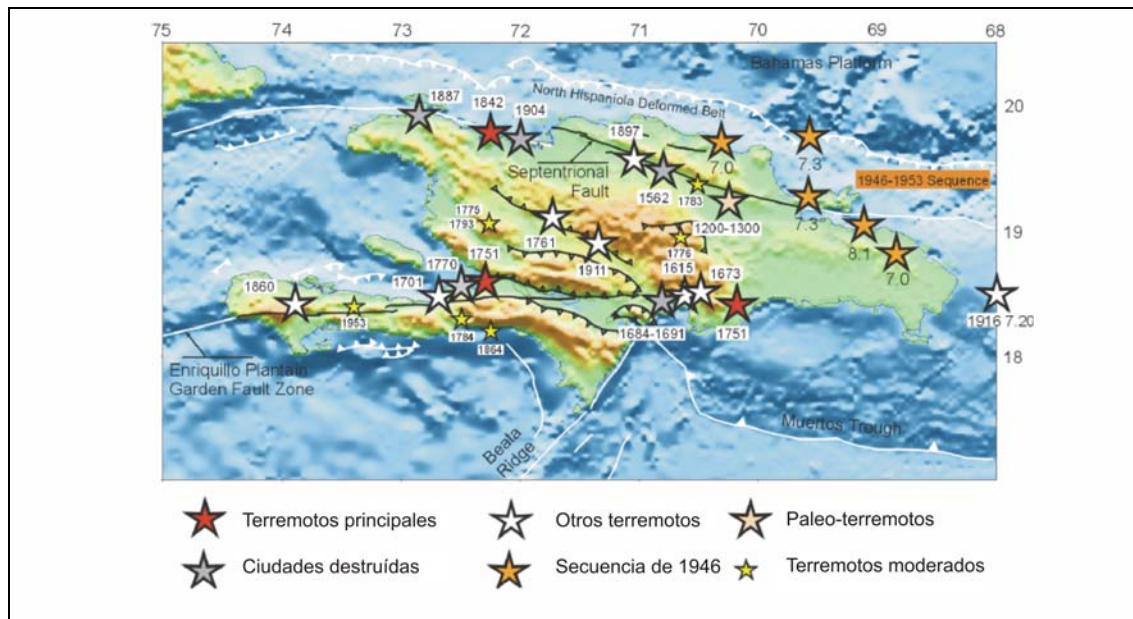 75 74 73 72 71 70 69 68
Bahamas Platform
20
North Hispaniola Deformed Belt
1887
1842
1904
1897
Septentrional
Fault
7.0
7.3
1946-1953 Sequence
1562
1783
1200-1300
7.3
19
1775
1793
1761
1911
1776
8.1
7.0
1751
1770
1701
1615
1673
1860
1953
1784
1864
1684-1691
1751
1916 7.20
18
Enriquillo Plantain
Garden Fault Zone
Beata
Ridge
Muertos Trough
Terremotos principales
Otros terremotos
Paleo-terremotos
Ciudades destruídas
Secuencia de 1946
Terremotos moderados